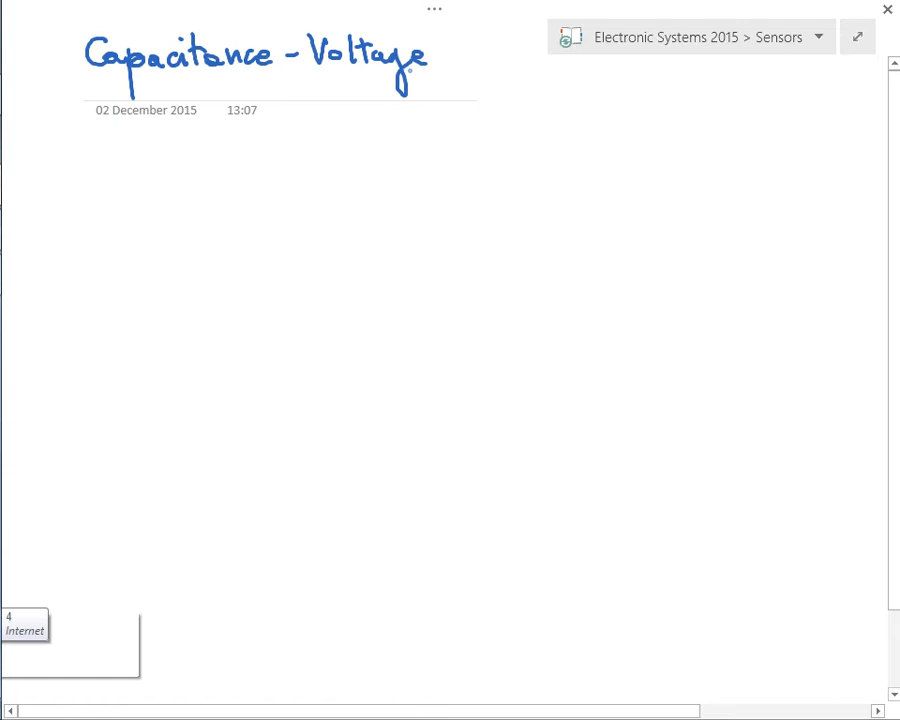 Electronic Systems 2015 > Sensors
Capacitance - Voltage
02 December 2015 13:07
4
Internet